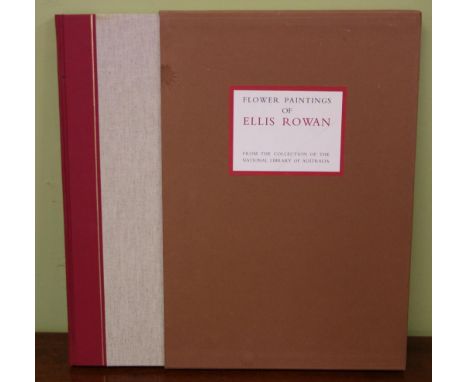 FLOWER PAINTINGS
OF
ELLIS ROWAN
FROM THE COLLECTION OF THE
NATIONAL LIBRARY OF AUSTRALIA